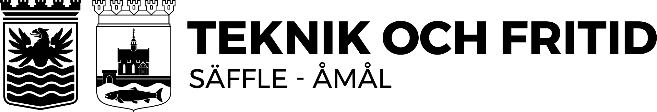 TEKNIK OCH FRITID
SÄFFLE - ÅMÅL